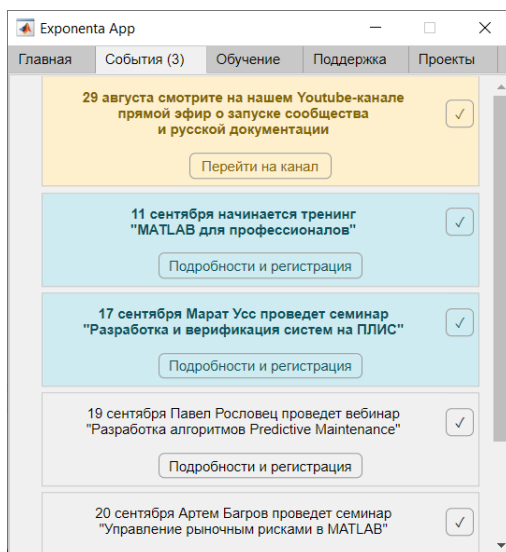 Exponenta App
Главная События (3) Обучение Поддержка Проекты
29 августа смотрите на нашем Youtube-канале
прямой эфир о запуске сообщества
и русской документации
Перейти на канал
11 сентября начинается тренинг
"MATLAB для профессионалов"
Подробности и регистрация
17 сентября Марат Усс проведет семинар
"Разработка и верификация систем на ПЛИС"
Подробности и регистрация
19 сентября Павел Рословец проведет вебинар
"Разработка алгоритмов Predictive Maintenance"
Подробности и регистрация
20 сентября Артем Багров проведет семинар
"Управление рыночным рисками в MATLAB"